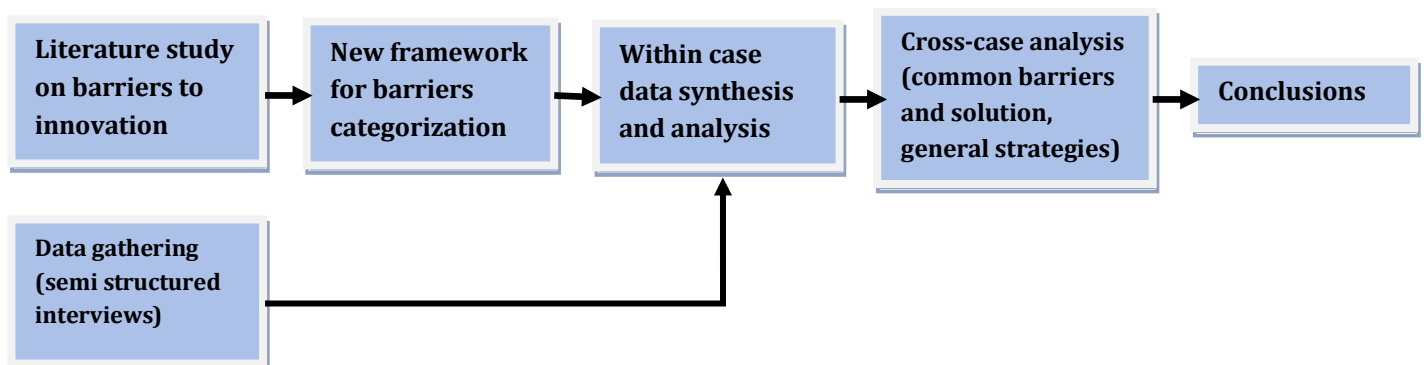 Literature study
on barriers to
innovation
New framework
for barriers
categorization
Within case
data synthesis
and analysis
Cross-case analysis
(common barriers
and solution,
general strategies)
Conclusions
Data gathering
(semi structured
interviews)